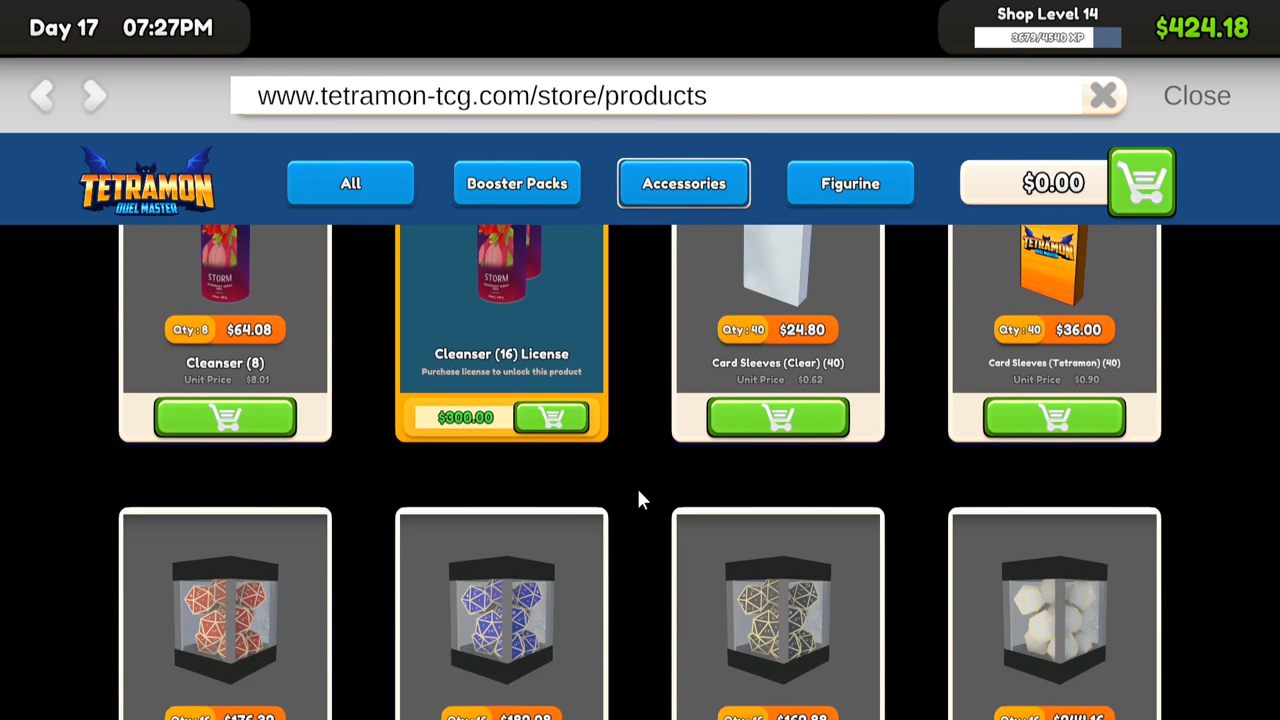 Day 17 07:27PM
Shop Level 14
3679/4540 XP
$424.18
www.tetramon-tcg.com/store/products
Close
TETRAMON
DUEL MASTER
All
Booster Packs
Accessories
Figurine
$0.00
STORM
STORM
TETRAMON
Qty: 8 $64.08
Cleanser (8)
Unit Price $8.01
Cleanser (16) License
Purchase license to unlock this product
Qty: 40 $24.80
Card Sleeves (Clear) (40)
Unit Price $0.62
Qty: 40 $36.00
Card Sleeves (Tetramon) (40)
Unit Price $0.90
$300.00